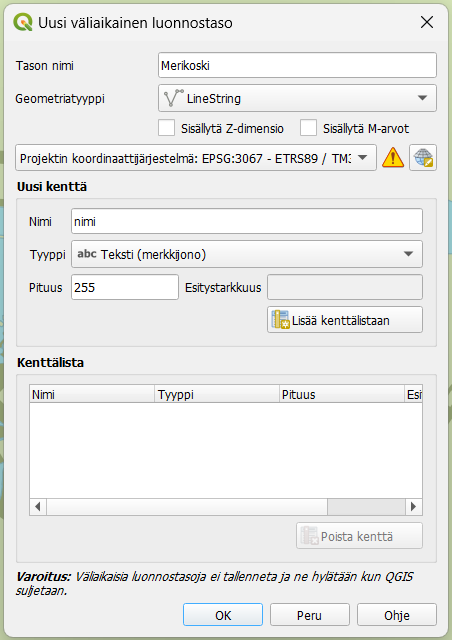 Uusi väliaikainen luonnostaso
Tason nimi Merikoski
Geometriatyyppi LineString
Sisällytä Z-dimensio Sisällytä M-arvot
Projektin koordinaattijärjestelmä: EPSG:3067 - ETRS89 / TM3
Uusi kenttä
Nimi nimi
Tyyppi abc Teksti (merkkijono)
Pituus 255 Esitystarkkuus
Lisää kenttälistaan
Kenttälista
Nimi Tyyppi Pituus Esit
Poista kenttä
Varoitus: Väliaikaisia luonnostasoja ei tallenneta ja ne hylätään kun QGIS
suljetaan.
OK Peru Ohje